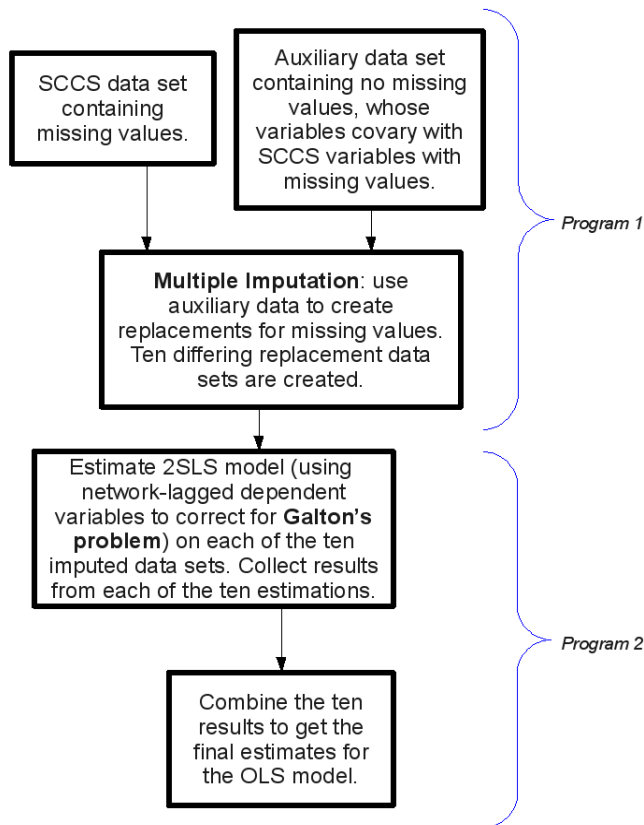 SCCS data set
containing
missing values.
Auxiliary data set
containing no missing
values, whose
variables covary with
SCCS variables with
missing values.
Program 1
Multiple Imputation: use
auxiliary data to create
replacements for missing values.
Ten differing replacement data
sets are created.
Estimate 2SLS model (using
network-lagged dependent
variables to correct for Galton's
problem) on each of the ten
imputed data sets. Collect results
from each of the ten estimations.
Program 2
Combine the ten
results to get the
final estimates for
the OLS model.